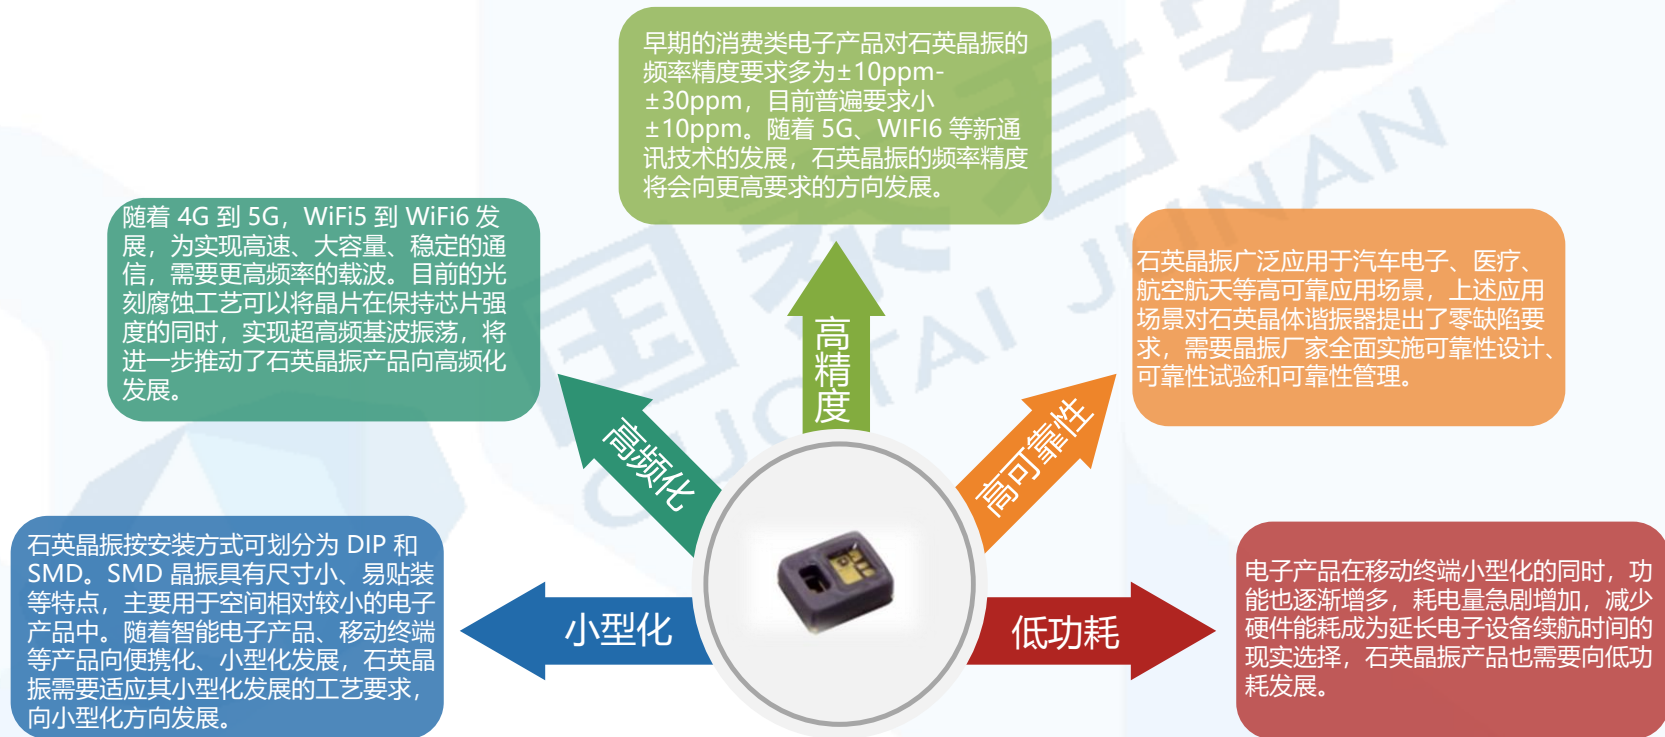 早期的消费类电子产品对石英晶振的
频率精度要求多为±10ppm-
±30ppm，目前普遍要求小
±10ppm。随着 5G、WIFI6 等新通
讯技术的发展，石英晶振的频率精度
将会向更高要求的方向发展。
随着 4G 到 5G，WiFi5 到 WiFi6 发
展，为实现高速、大容量、稳定的通
信，需要更高频率的载波。目前的光
刻腐蚀工艺可以将晶片在保持芯片强
度的同时，实现超高频基波振荡，将
进一步推动了石英晶振产品向高频化
发展。
石英晶振广泛应用于汽车电子、医疗、
航空航天等高可靠应用场景，上述应用
场景对石英晶体谐振器提出了零缺陷要
求，需要晶振厂家全面实施可靠性设计、
可靠性试验和可靠性管理。
高精度
高频化
高可靠性
石英晶振按安装方式可划分为 DIP 和
SMD。SMD 晶振具有尺寸小、易贴装
等特点，主要用于空间相对较小的电子
产品中。随着智能电子产品、移动终端
等产品向便携化、小型化发展，石英晶
振需要适应其小型化发展的工艺要求，
向小型化方向发展。
小型化
低功耗
电子产品在移动终端小型化的同时，功
能也逐渐增多，耗电量急剧增加，减少
硬件能耗成为延长电子设备续航时间的
现实选择，石英晶振产品也需要向低功
耗发展。
国泰君安
GUOTAI JUNAN